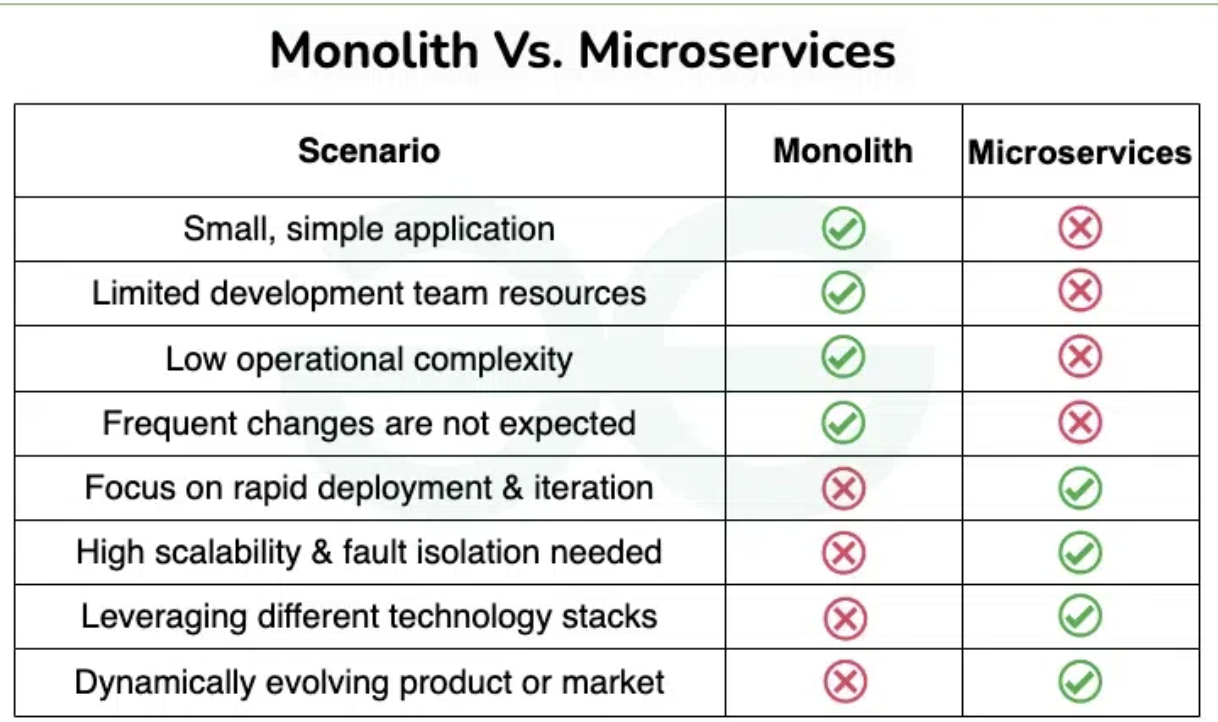 Monolith Vs. Microservices
Scenario Monolith Microservices
Small, simple application
Limited development team resources
Low operational complexity
Frequent changes are not expected
Focus on rapid deployment & iteration
High scalability & fault isolation needed
Leveraging different technology stacks
Dynamically evolving product or market